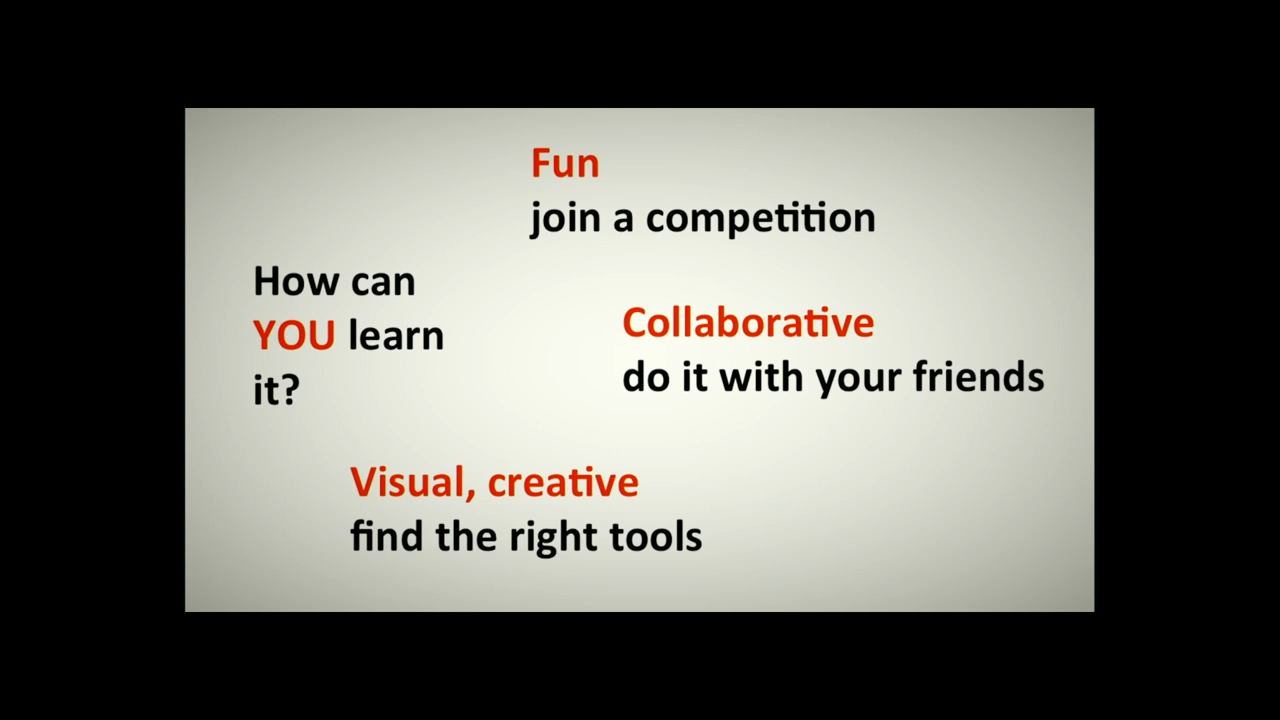 Fun
join a competition
How can
YOU learn
it?
Collaborative
do it with your friends
Visual, creative
find the right tools